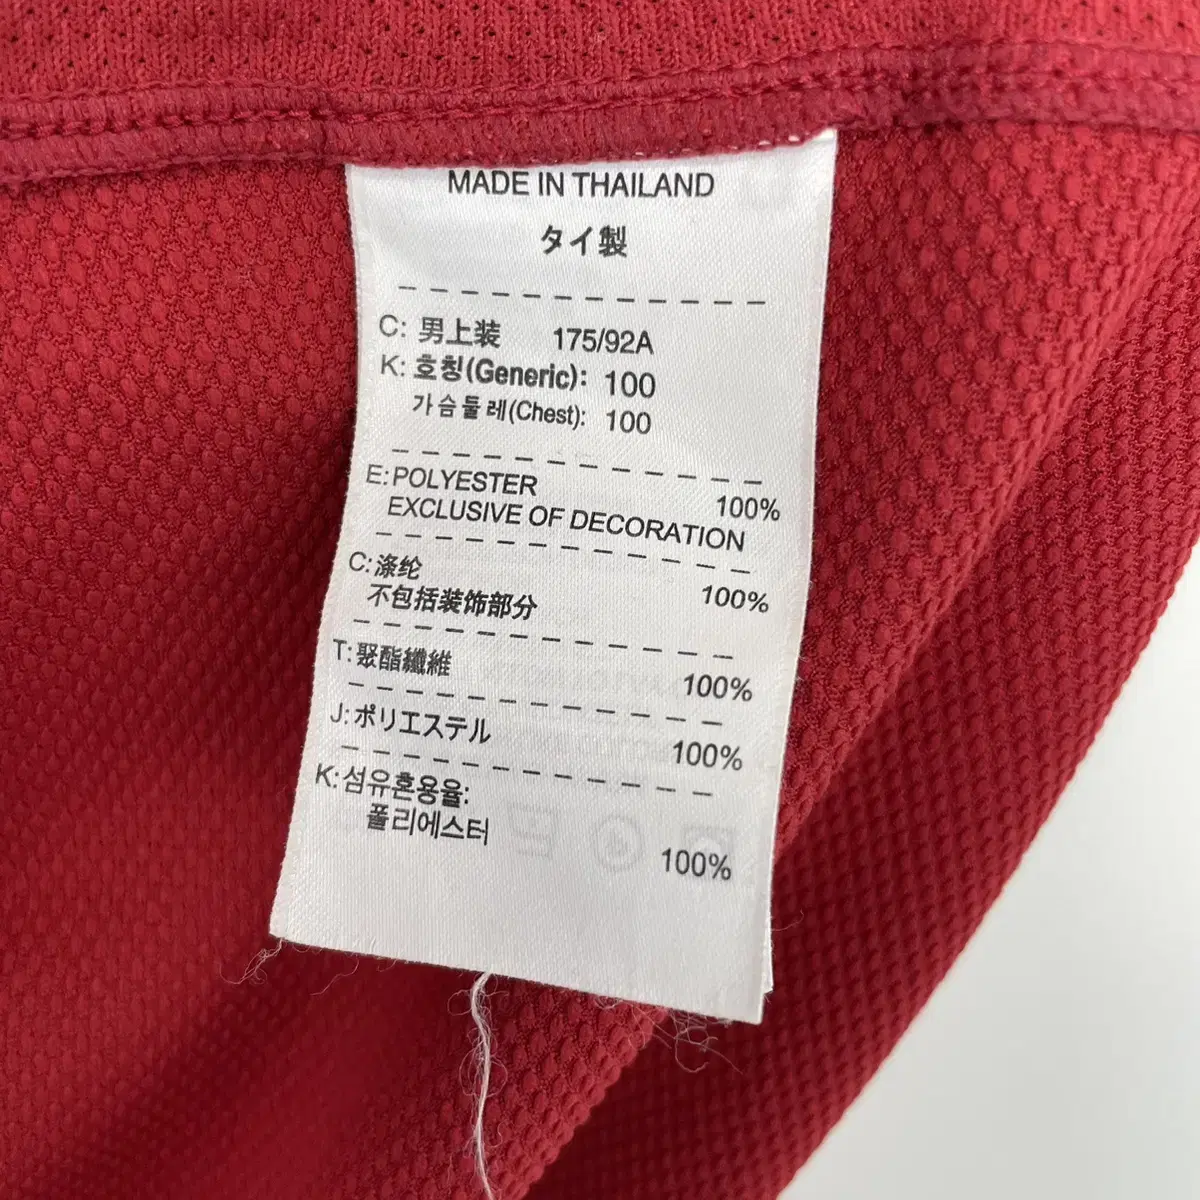 MADE IN THAILAND
タイ製
C: 男上装 175/92A
K: 호칭(Generic): 100
가슴둘레(Chest): 100
E: POLYESTER 100%
EXCLUSIVE OF DECORATION
C: 涤纶 100%
不包括装饰部分
T: 聚酯纖維 100%
J: ポリエステル 100%
K: 섬유혼용율:
폴리에스터 100%